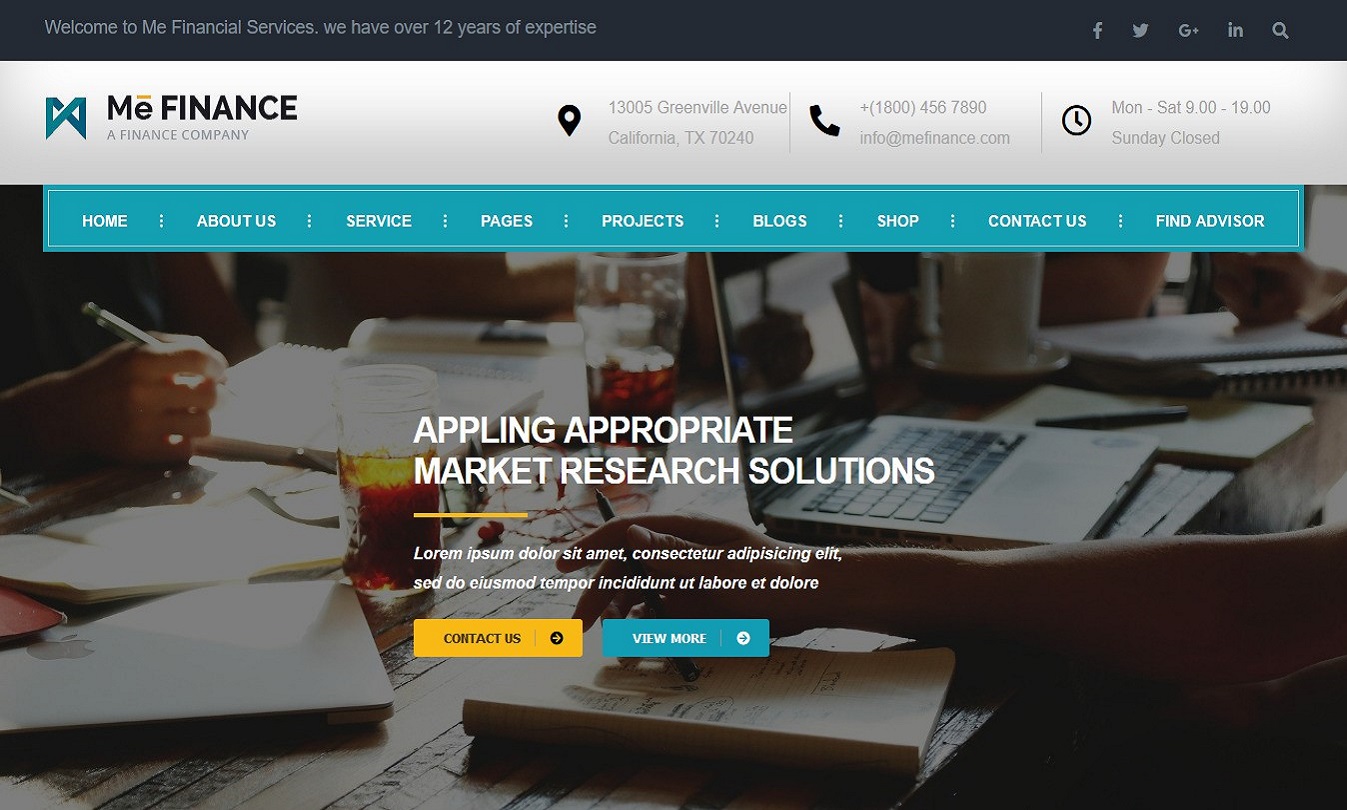 Welcome to Me Financial Services. we have over 12 years of expertise
Mē FINANCE
A FINANCE COMPANY
13005 Greenville Avenue
California, TX 70240
+(1800) 456 7890
info@mefinance.com
Mon - Sat 9.00 - 19.00
Sunday Closed
HOME ABOUT US SERVICE PAGES PROJECTS BLOGS SHOP CONTACT US FIND ADVISOR
APPLING APPROPRIATE
MARKET RESEARCH SOLUTIONS
Lorem ipsum dolor sit amet, consectetur adipisicing elit,
sed do eiusmod tempor incididunt ut labore et dolore
CONTACT US VIEW MORE